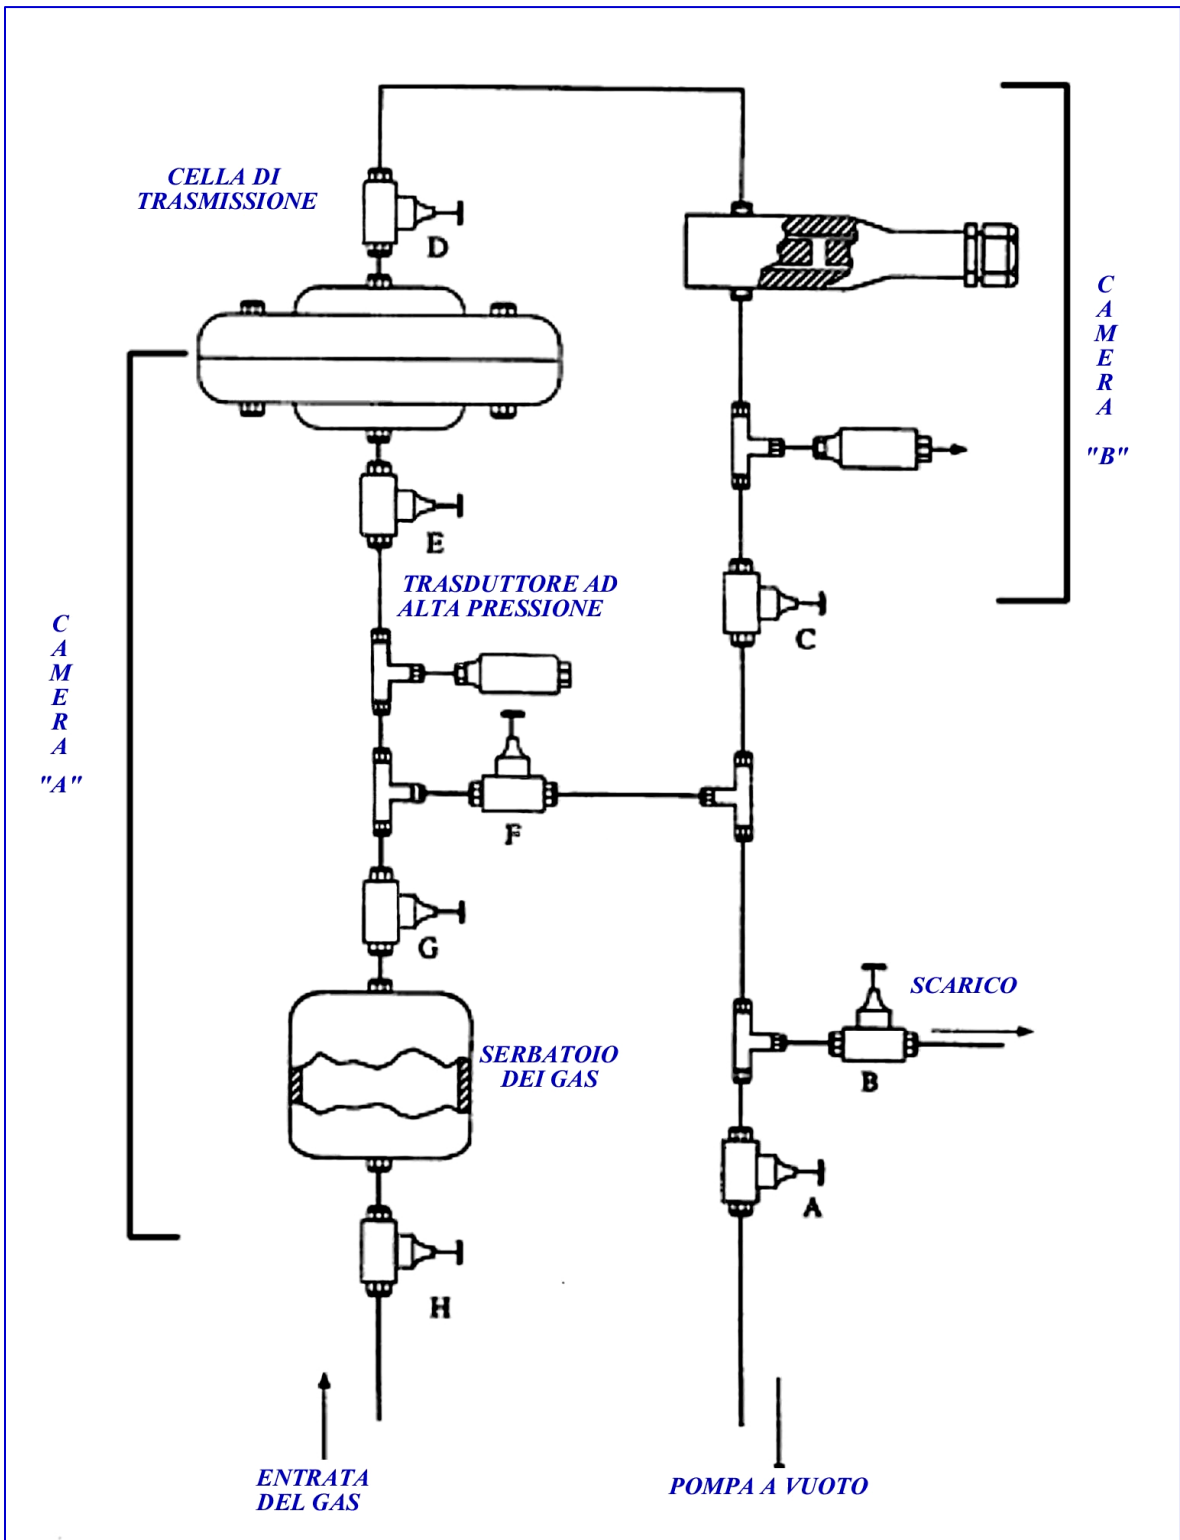 CELLA DI
TRASMISSIONE
D
C
A
M
E
R
A
"B"
E
TRASDUTTORE AD
ALTA PRESSIONE
C
C
A
M
E
R
A
"A"
F
G
SCARICO
SERBATOIO
DEI GAS
B
A
H
ENTRATA
DEL GAS
POMPA A VUOTO